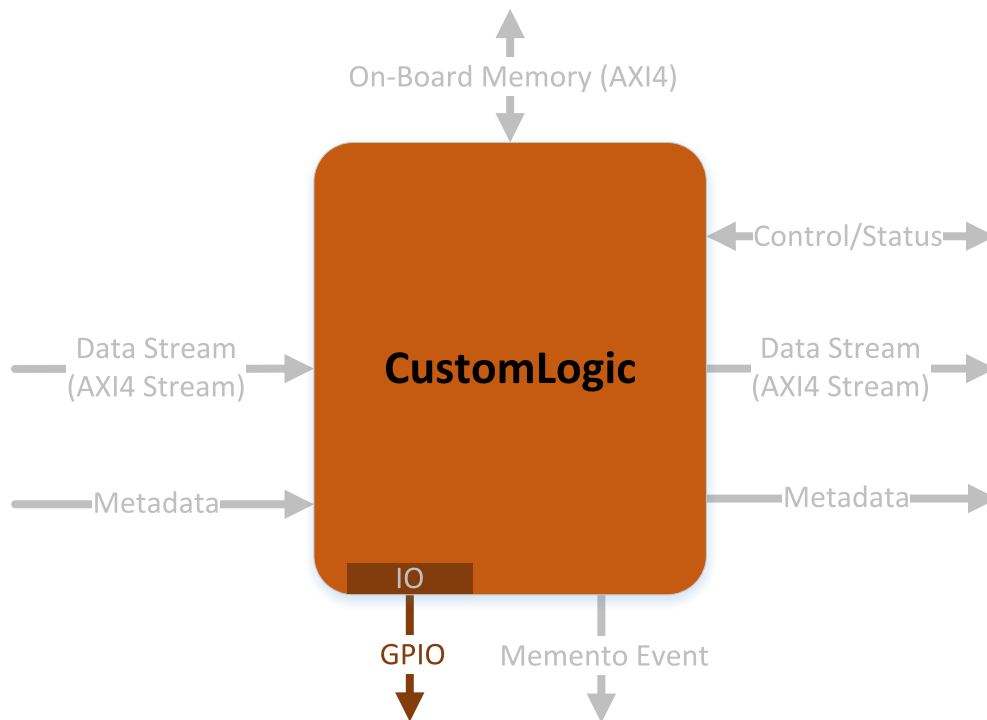 On-Board Memory (AXI4)
Control/Status
Data Stream
(AXI4 Stream)
CustomLogic
Data Stream
(AXI4 Stream)
Metadata
Metadata
IO
GPIO
Memento Event